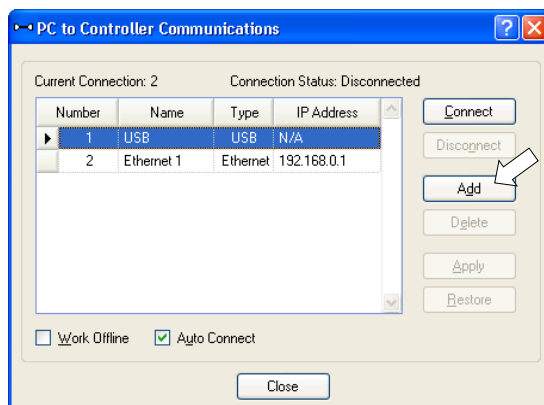 PC to Controller Communications
Current Connection: 2 Connection Status: Disconnected
Number Name Type IP Address
1 USB USB N/A
2 Ethernet 1 Ethernet 192.168.0.1
Connect
Disconnect
Add
Delete
Apply
Restore
Work Offline Auto Connect
Close